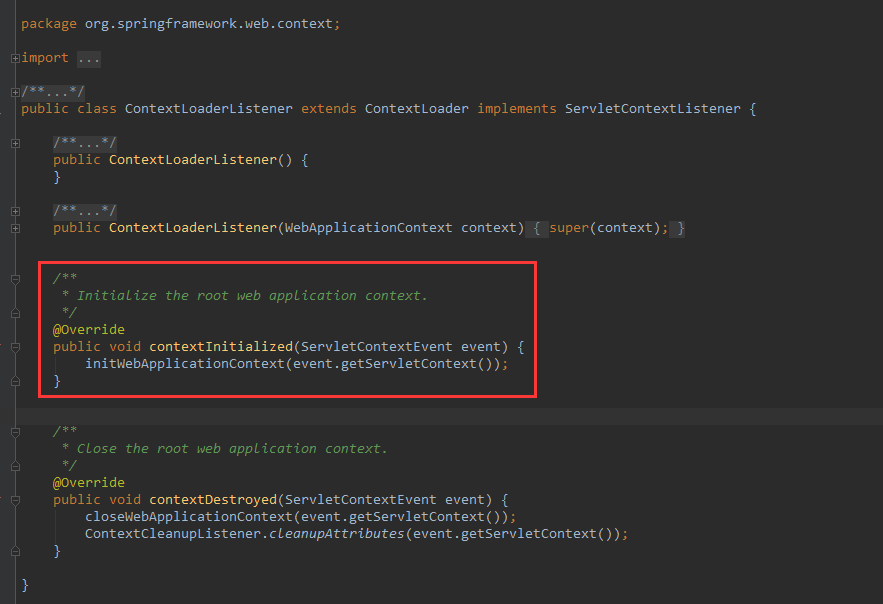 package org.springframework.web.context;
import ...
/**...*/
public class ContextLoaderListener extends ContextLoader implements ServletContextListener {
/**...*/
public ContextLoaderListener() {
}
/**...*/
public ContextLoaderListener(WebApplicationContext context) { super(context); }
/**
* Initialize the root web application context.
*/
@Override
public void contextInitialized(ServletContextEvent event) {
initWebApplicationContext(event.getServletContext());
}
/**
* Close the root web application context.
*/
@Override
public void contextDestroyed(ServletContextEvent event) {
closeWebApplicationContext(event.getServletContext());
ContextCleanupListener.cleanupAttributes(event.getServletContext());
}
}